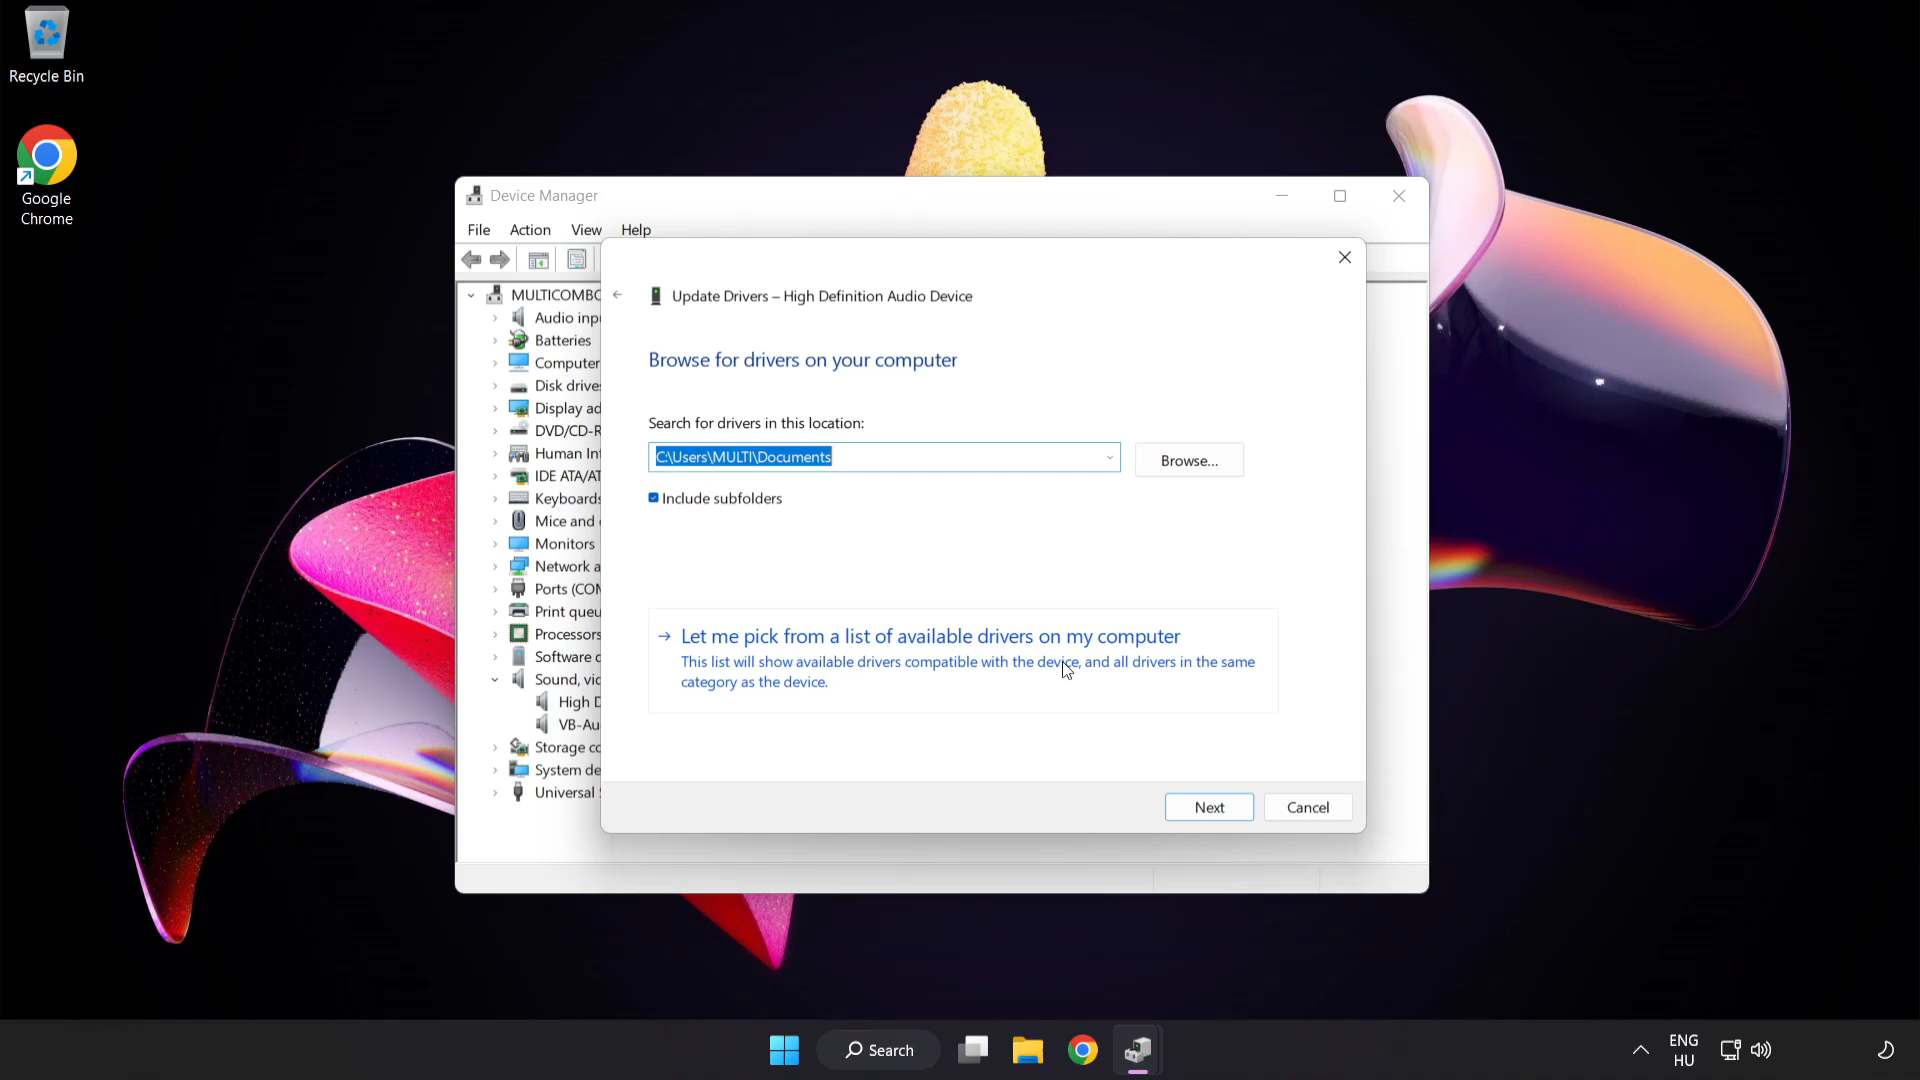 Recycle Bin
Google
Chrome
Device Manager
File Action View Help
MULTICOMBO
Audio inpu
Batteries
Computer
Disk drives
Display ad
DVD/CD-R
Human Int
IDE ATA/AT
Keyboards
Mice and
Monitors
Network a
Ports (COM
Print queu
Processors
Software d
Sound, vid
High D
VB-Au
Storage co
System de
Universal
Update Drivers – High Definition Audio Device
Browse for drivers on your computer
Search for drivers in this location:
C:\Users\MULTI\Documents
Browse...
Include subfolders
Let me pick from a list of available drivers on my computer
This list will show available drivers compatible with the device, and all drivers in the same
category as the device.
Next Cancel
Search
ENG
HU